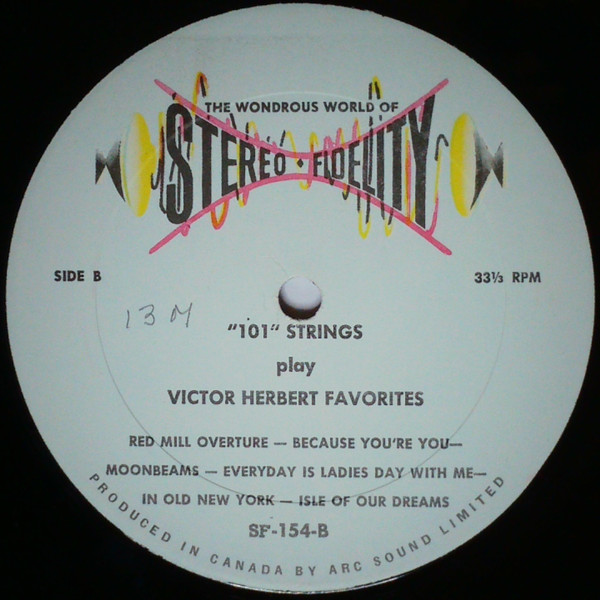 THE WONDROUS WORLD OF
STEREO • FIDELITY
SIDE B
33⅓ RPM
13 M
"101" STRINGS
play
VICTOR HERBERT FAVORITES
RED MILL OVERTURE — BECAUSE YOU'RE YOU—
MOONBEAMS — EVERYDAY IS LADIES DAY WITH ME—
IN OLD NEW YORK — ISLE OF OUR DREAMS
SF-154-B
PRODUCED IN CANADA BY ARC SOUND LIMITED